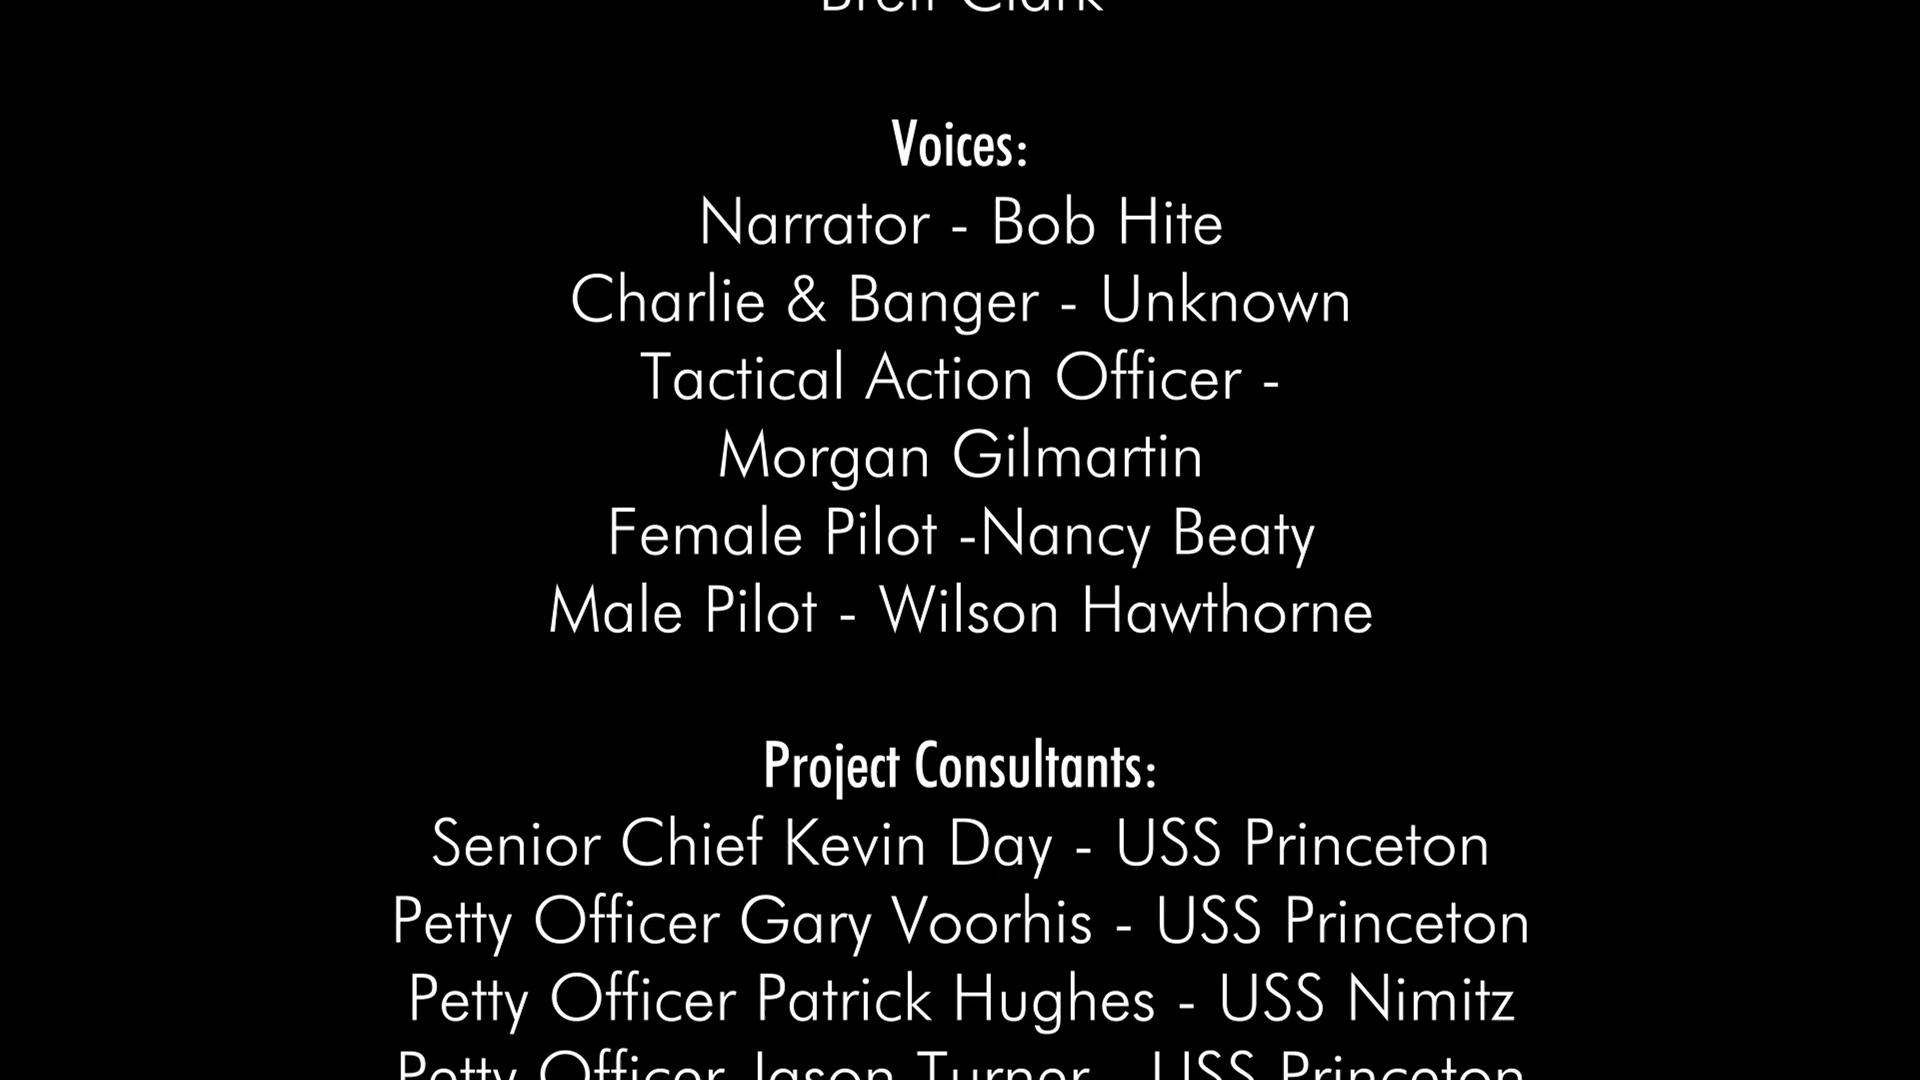 Brett Clark
Voices:
Narrator - Bob Hite
Charlie & Banger - Unknown
Tactical Action Officer -
Morgan Gilmartin
Female Pilot -Nancy Beaty
Male Pilot - Wilson Hawthorne
Project Consultants:
Senior Chief Kevin Day - USS Princeton
Petty Officer Gary Voorhis - USS Princeton
Petty Officer Patrick Hughes - USS Nimitz
Petty Officer Jason Turner - USS Princeton